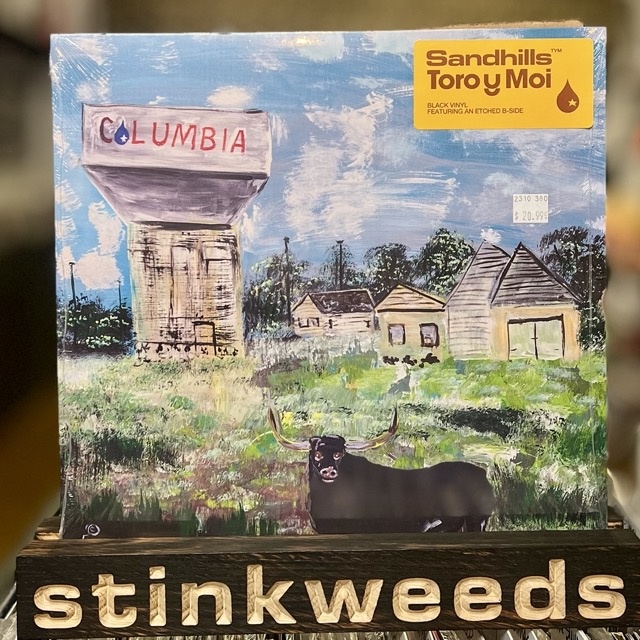 Sandhills™
Toro y Moi
BLACK VINYL
FEATURING AN ETCHED B-SIDE
COLUMBIA
2310 380
$ 20.99
stinkweeds